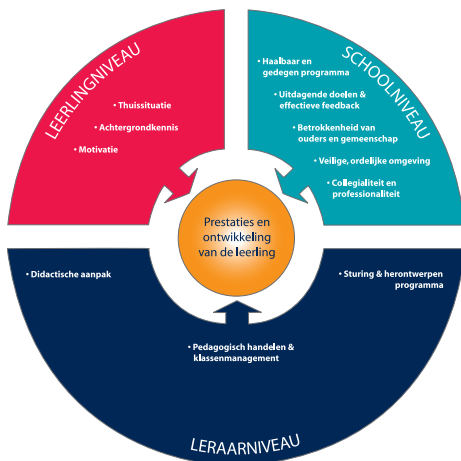 LEERLINGNIVEAU
• Thuissituatie
• Achtergrondkennis
• Motivatie
SCHOOLNIVEAU
• Haalbaar en
gedegen programma
• Uitdagende doelen &
effectieve feedback
• Betrokkenheid van
ouders en gemeenschap
• Veilige, ordelijke omgeving
• Collegialiteit en
professionaliteit
Prestaties en
ontwikkeling
van de leerling
• Didactische aanpak
• Sturing & herontwerpen
programma
• Pedagogisch handelen &
klassenmanagement
LERAARNIVEAU